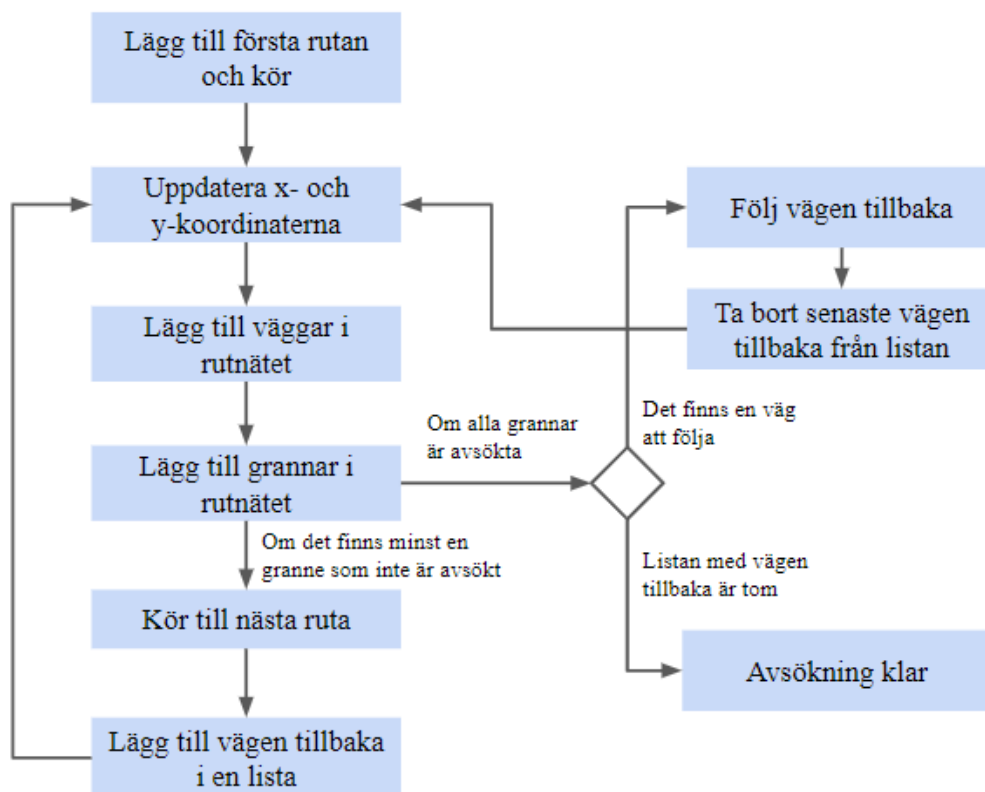 Lägg till första rutan
och kör
Uppdatera x- och
y-koordinaterna
Lägg till väggar i
rutnätet
Lägg till grannar i
rutnätet
Om det finns minst en
granne som inte är avsökt
Kör till nästa ruta
Lägg till vägen tillbaka
i en lista
Om alla grannar
är avsökta
Följ vägen tillbaka
Ta bort senaste vägen
tillbaka från listan
Det finns en väg
att följa
Listan med vägen
tillbaka är tom
Avsökning klar